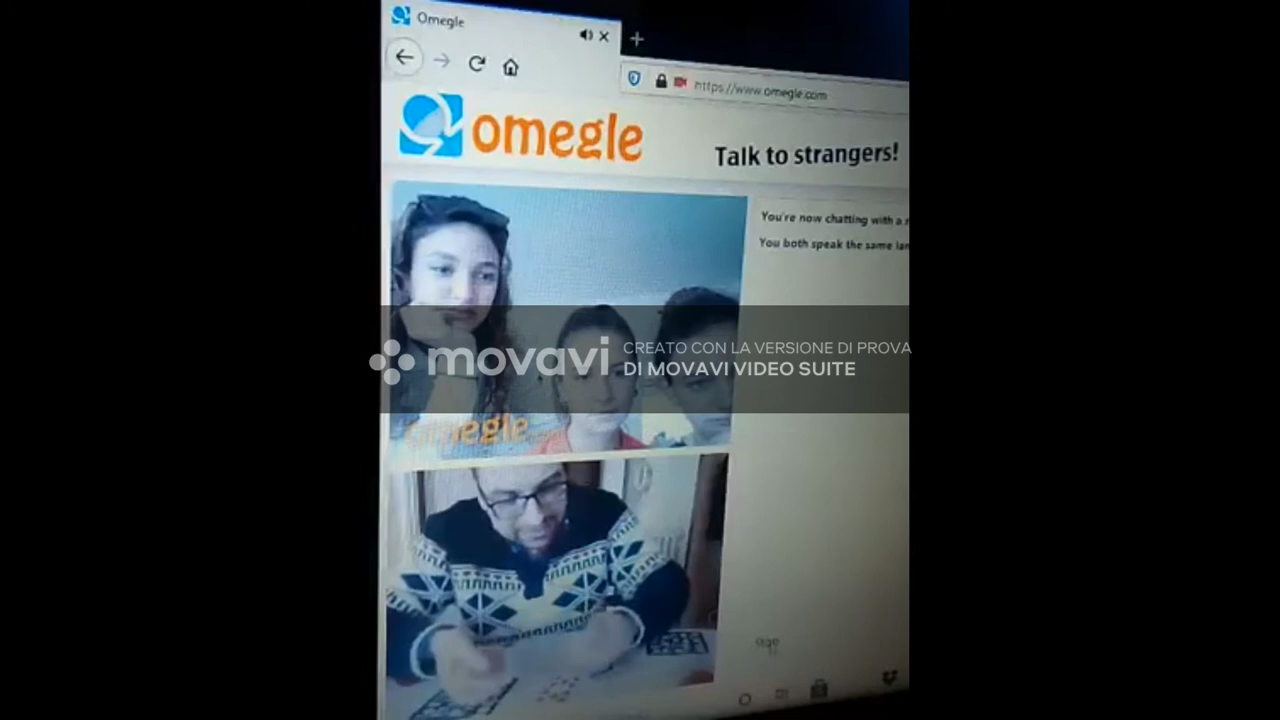 Omegle
https://www.omegle.com
omegle
Talk to strangers!
You're now chatting with a
You both speak the same
movavi
CREATO CON LA VERSIONE DI PROVA
DI MOVAVI VIDEO SUITE
omegle